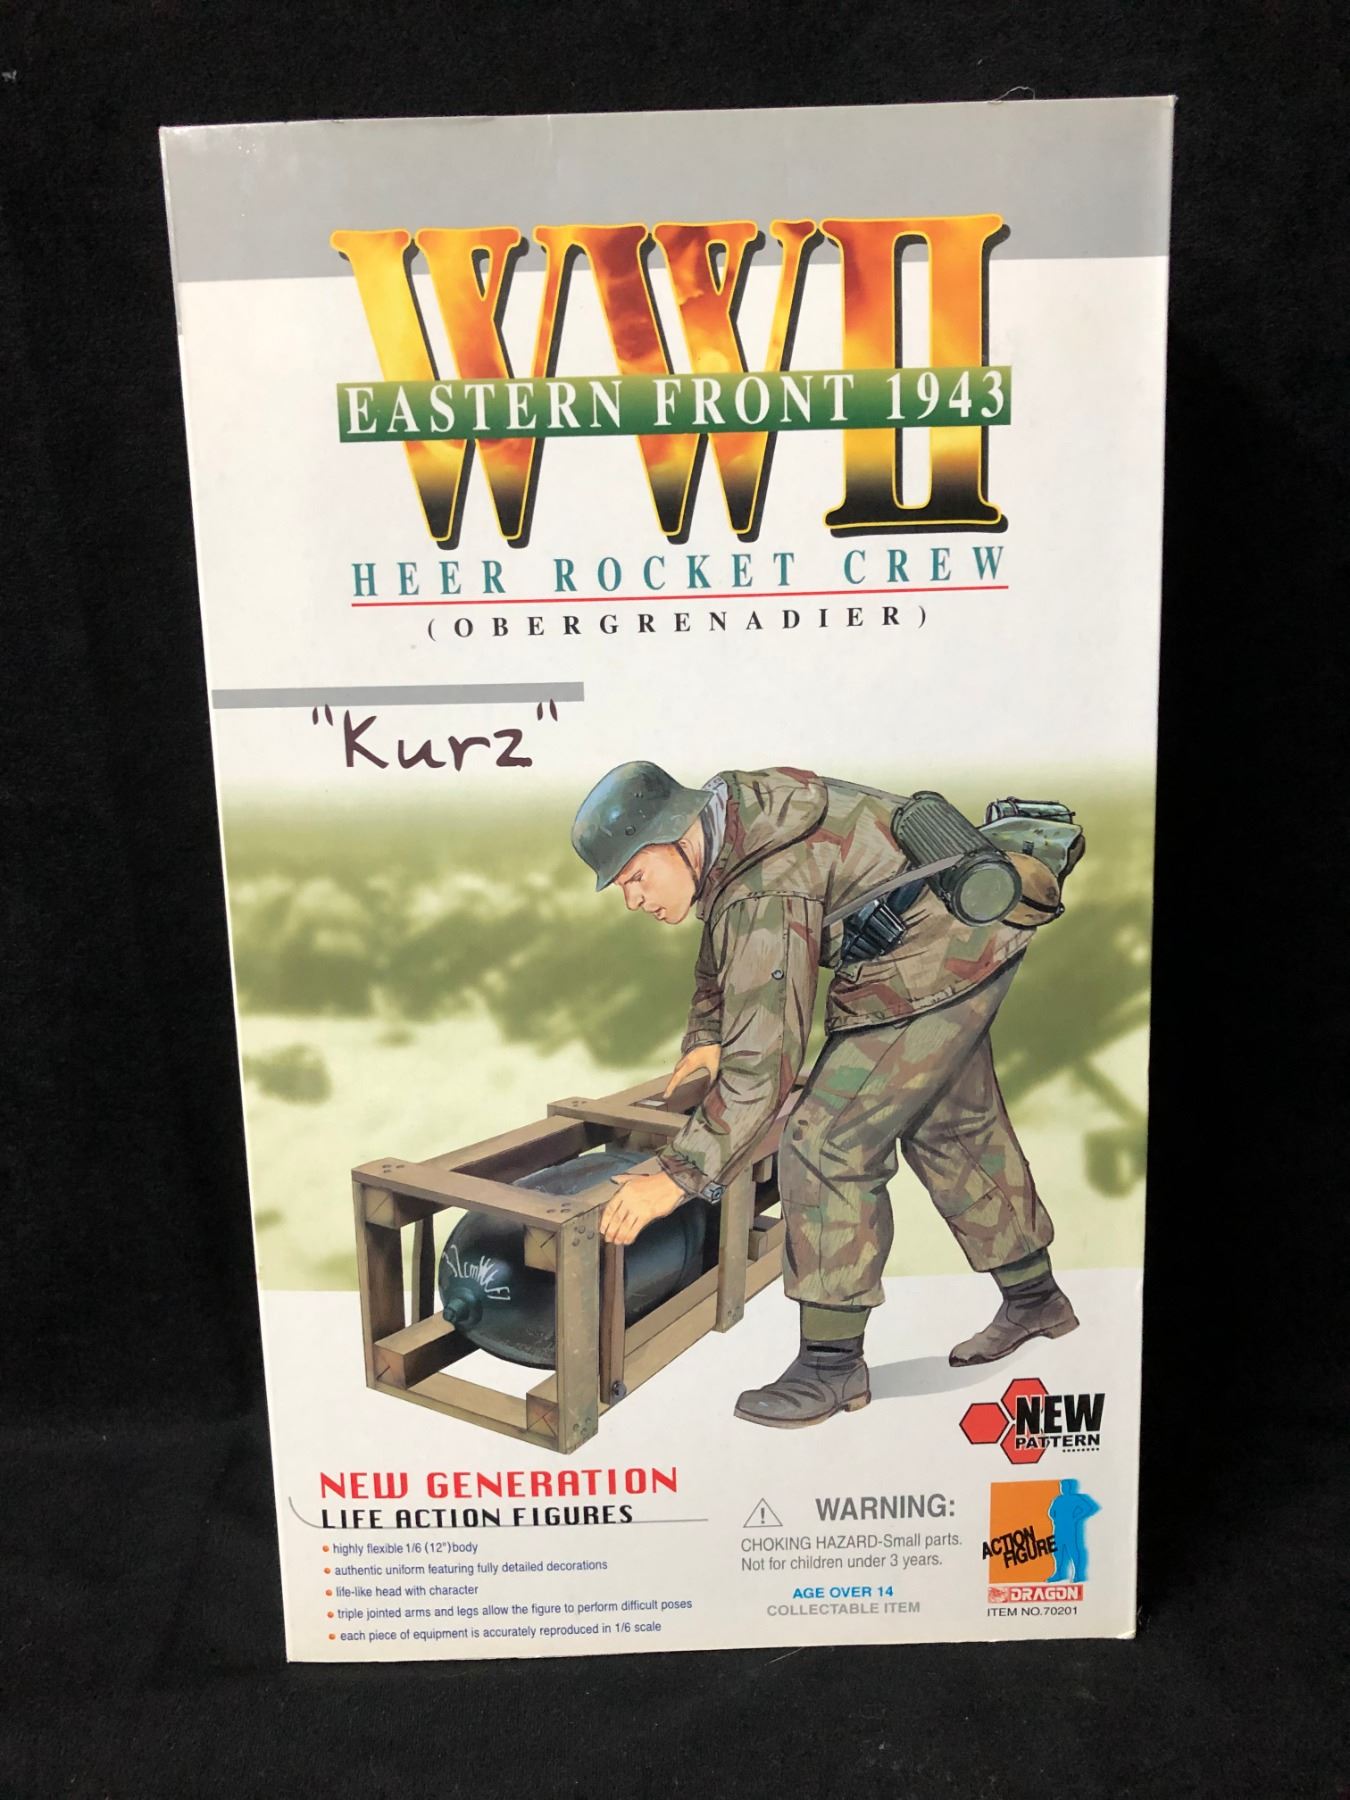 WWII
EASTERN FRONT 1943
HEER ROCKET CREW
(OBERGRENADIER)
"Kurz"
NEW
PATTERN
NEW GENERATION
LIFE ACTION FIGURES
• highly flexible 1/6 (12")body
• authentic uniform featuring fully detailed decorations
• life-like head with character
• triple jointed arms and legs allow the figure to perform difficult poses
• each piece of equipment is accurately reproduced in 1/6 scale
WARNING:
CHOKING HAZARD-Small parts.
Not for children under 3 years.
AGE OVER 14
COLLECTABLE ITEM
ACTION
FIGURE
DRAGON
ITEM NO.70201